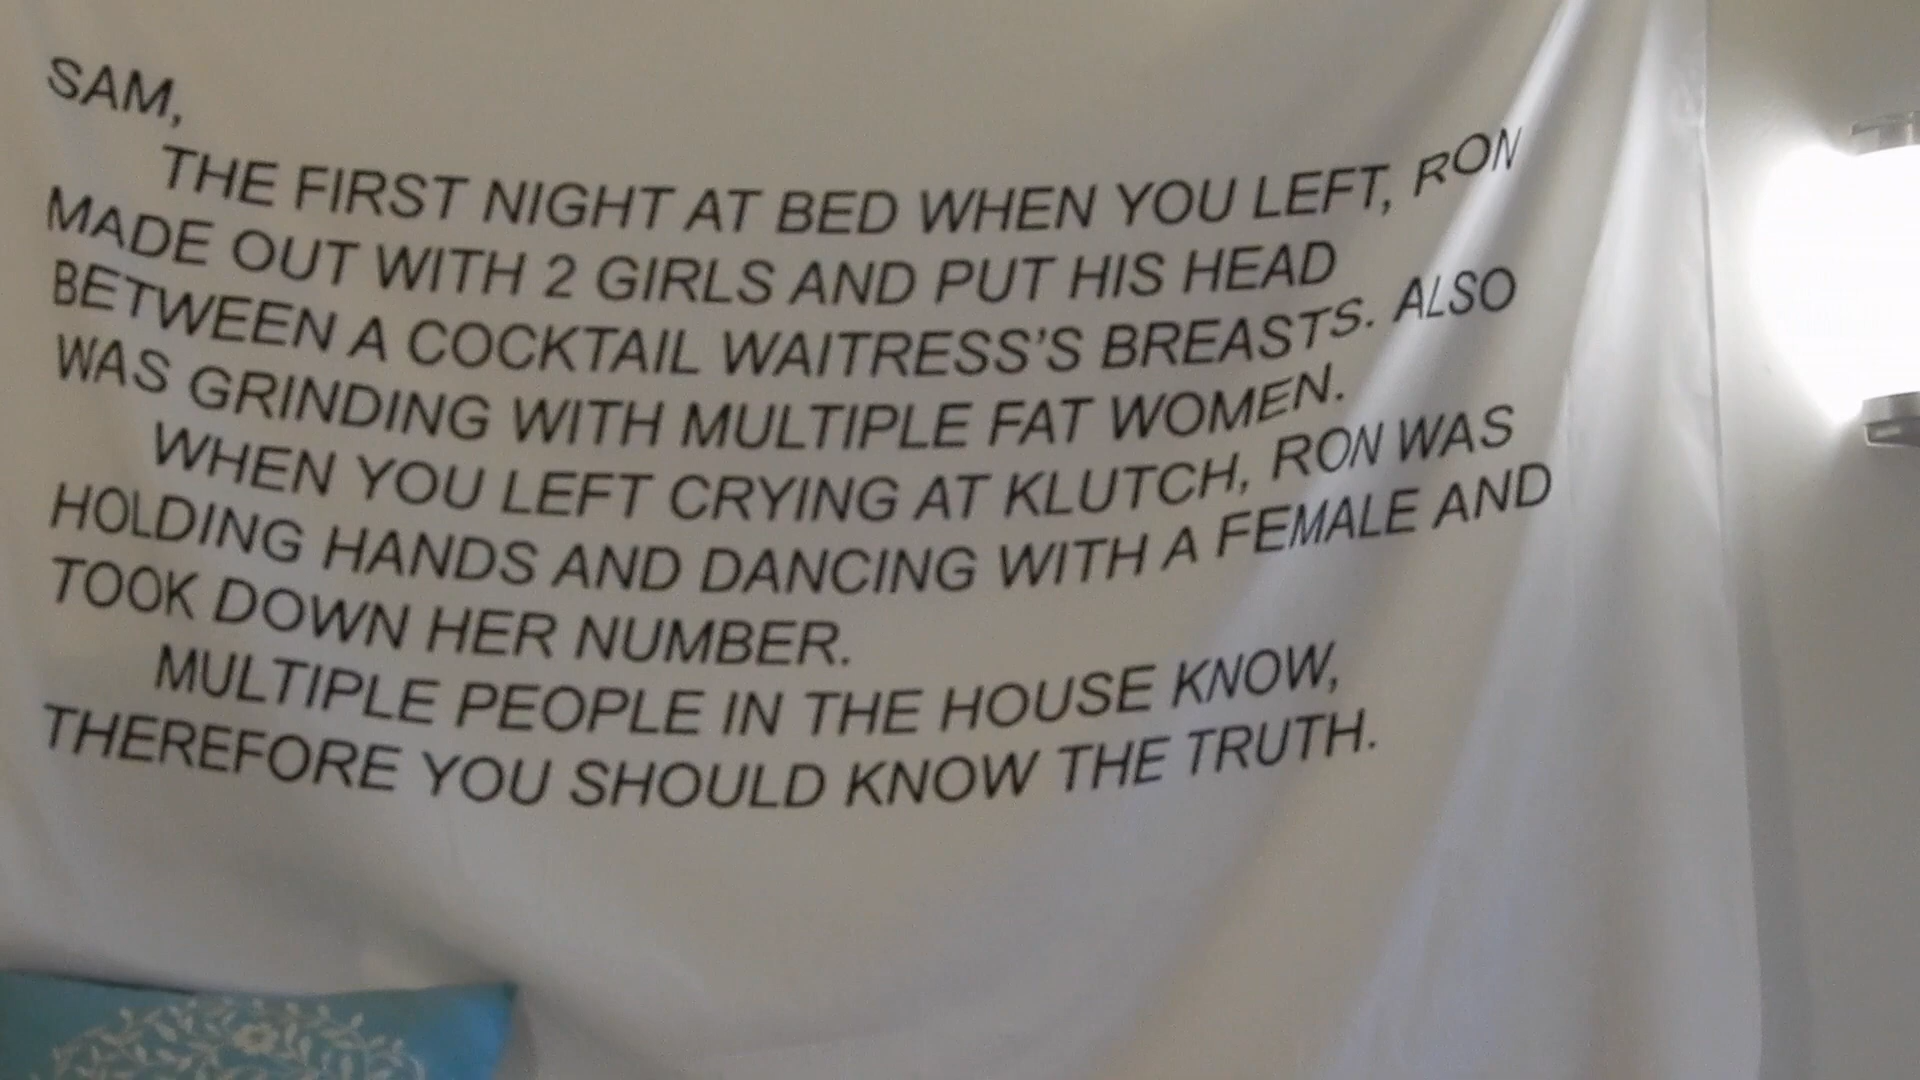 SAM,
THE FIRST NIGHT AT BED WHEN YOU LEFT, RON
MADE OUT WITH 2 GIRLS AND PUT HIS HEAD
BETWEEN A COCKTAIL WAITRESS'S BREASTS. ALSO
WAS GRINDING WITH MULTIPLE FAT WOMEN.
WHEN YOU LEFT CRYING AT KLUTCH, RON WAS
HOLDING HANDS AND DANCING WITH A FEMALE AND
TOOK DOWN HER NUMBER.
MULTIPLE PEOPLE IN THE HOUSE KNOW,
THEREFORE YOU SHOULD KNOW THE TRUTH.